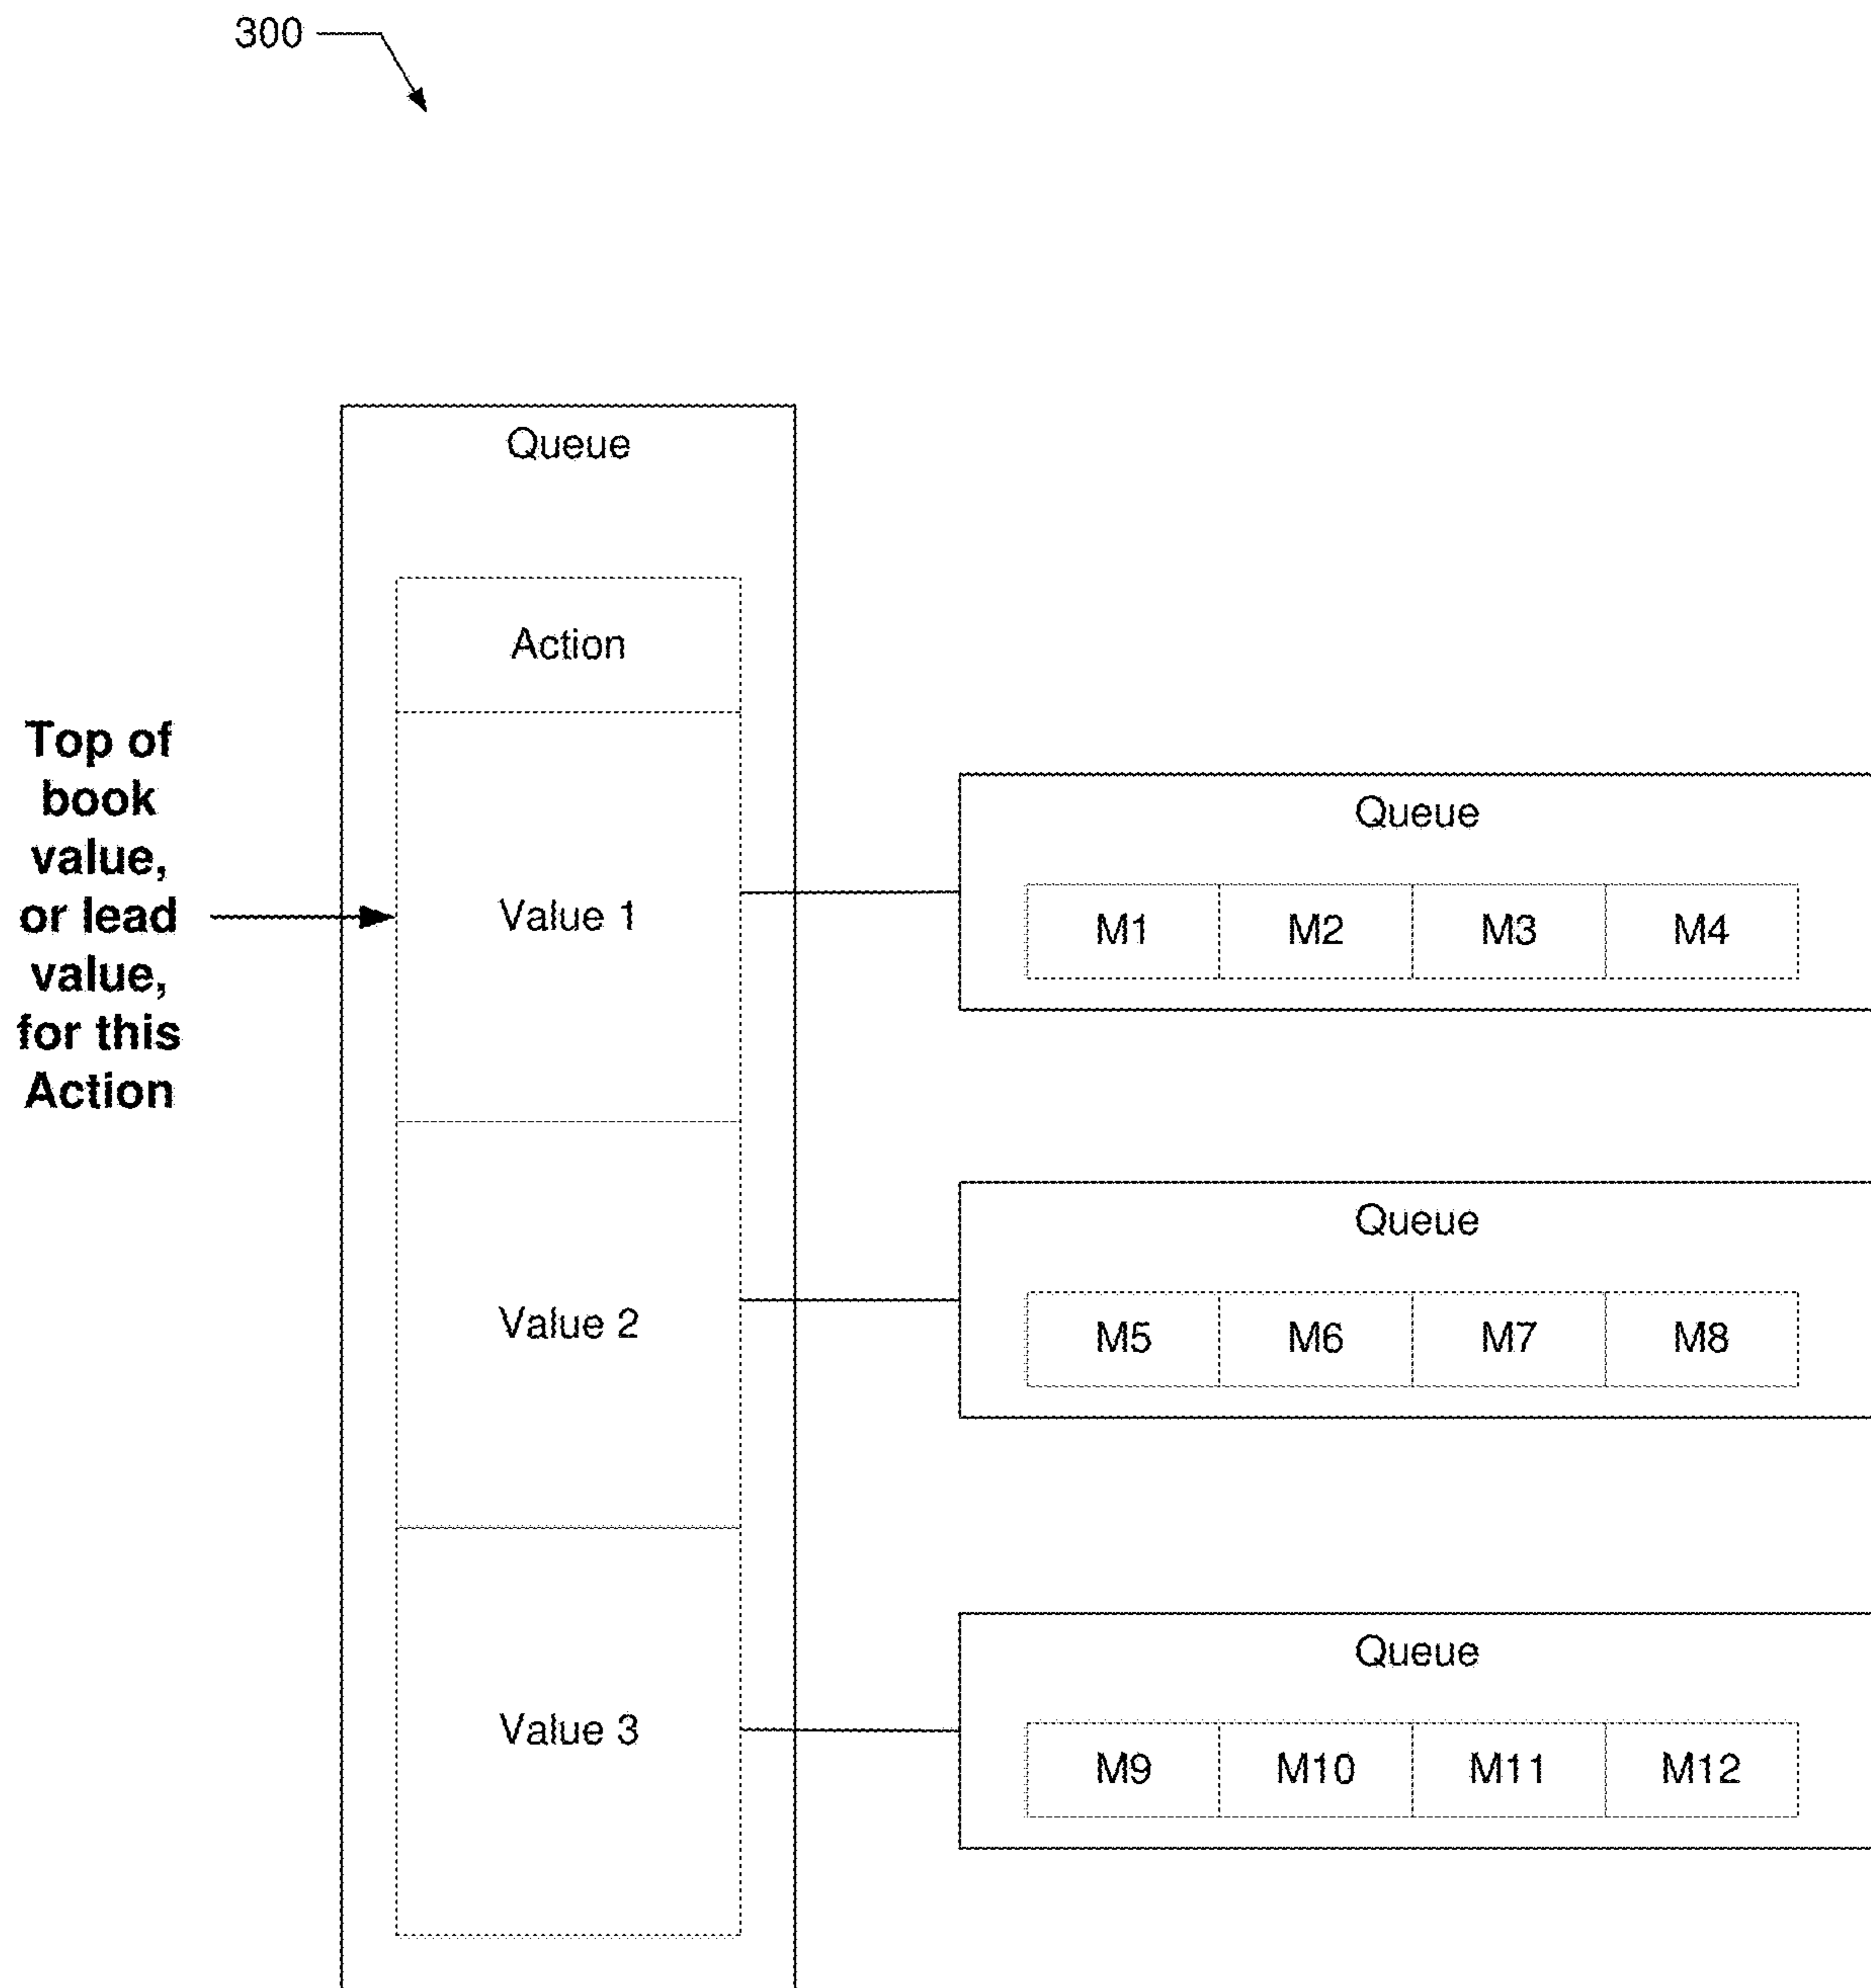 300
Queue
Action
Top of
book
value,
or lead
value,
for this
Action
Value 1
Queue
M1 M2 M3 M4
Value 2
Queue
M5 M6 M7 M8
Value 3
Queue
M9 M10 M11 M12